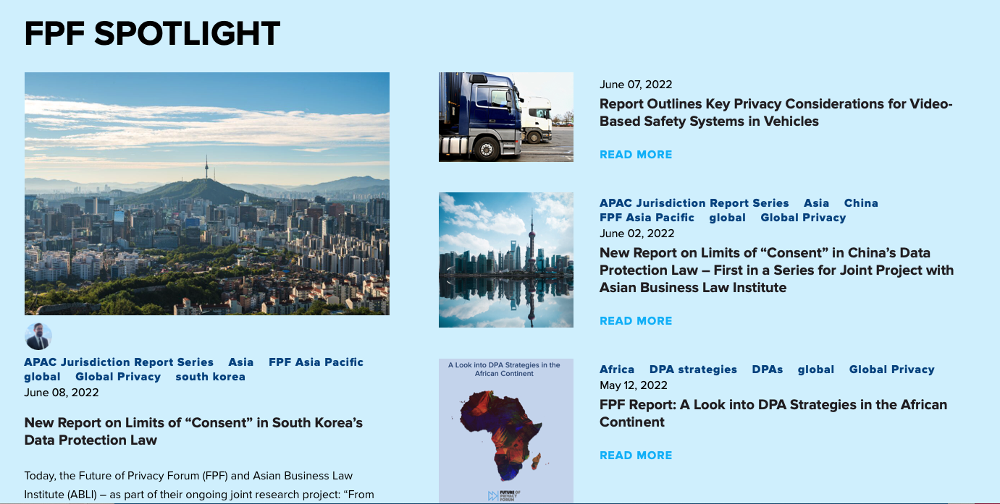 FPF SPOTLIGHT
APAC Jurisdiction Report Series Asia FPF Asia Pacific
global Global Privacy south korea
June 08, 2022
New Report on Limits of “Consent” in South Korea’s
Data Protection Law
Today, the Future of Privacy Forum (FPF) and Asian Business Law
Institute (ABLI) – as part of their ongoing joint research project: “From
June 07, 2022
Report Outlines Key Privacy Considerations for Video-
Based Safety Systems in Vehicles
READ MORE
APAC Jurisdiction Report Series Asia China
FPF Asia Pacific global Global Privacy
June 02, 2022
New Report on Limits of “Consent” in China’s Data
Protection Law – First in a Series for Joint Project with
Asian Business Law Institute
READ MORE
A Look into DPA Strategies in the
African Continent
FUTURE OF
PRIVACY
FORUM
Africa DPA strategies DPAs global Global Privacy
May 12, 2022
FPF Report: A Look into DPA Strategies in the African
Continent
READ MORE